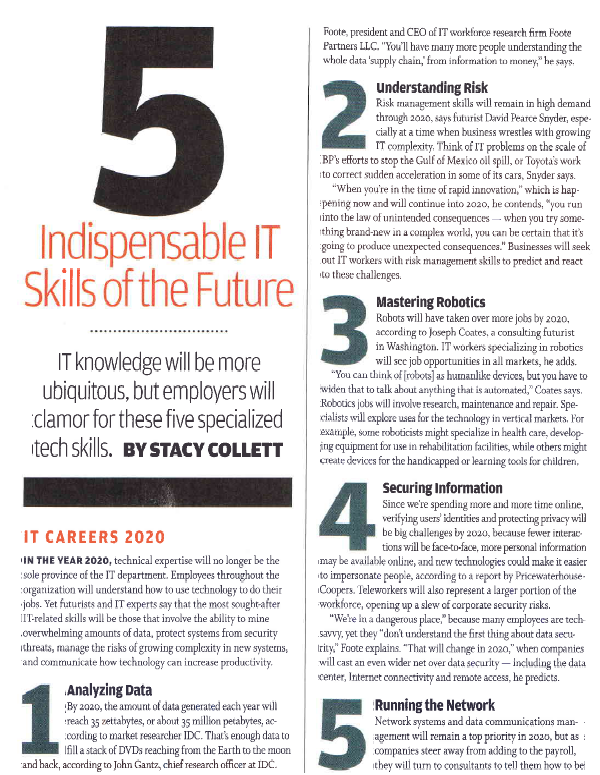 5
Indispensable IT
Skills of the Future
IT knowledge will be more
ubiquitous, but employers will
clamor for these five specialized
tech skills. BY STACY COLLETT
IT CAREERS 2020
IN THE YEAR 2020, technical expertise will no longer be the
sole province of the IT department. Employees throughout the
organization will understand how to use technology to do their
jobs. Yet futurists and IT experts say that the most sought-after
IT-related skills will be those that involve the ability to mine
overwhelming amounts of data, protect systems from security
threats, manage the risks of growing complexity in new systems,
and communicate how technology can increase productivity.
1 Analyzing Data
By 2020, the amount of data generated each year will
reach 35 zettabytes, or about 35 million petabytes, ac-
cording to market researcher IDC. That's enough data to
fill a stack of DVDs reaching from the Earth to the moon
and back, according to John Gantz, chief research officer at IDC.
Foote, president and CEO of IT workforce research firm Foote
Partners LLC. "You'll have many more people understanding the
whole data 'supply chain,' from information to money," he says.
2 Understanding Risk
Risk management skills will remain in high demand
through 2020, says futurist David Pearce Snyder, espe-
cially at a time when business wrestles with growing
IT complexity. Think of IT problems on the scale of
BP's efforts to stop the Gulf of Mexico oil spill, or Toyota's work
to correct sudden acceleration in some of its cars, Snyder says.
"When you're in the time of rapid innovation," which is hap-
pening now and will continue into 2020, he contends, "you run
into the law of unintended consequences — when you try some-
thing brand-new in a complex world, you can be certain that it's
going to produce unexpected consequences." Businesses will seek
out IT workers with risk management skills to predict and react
to these challenges.
3 Mastering Robotics
Robots will have taken over more jobs by 2020,
according to Joseph Coates, a consulting futurist
in Washington. IT workers specializing in robotics
will see job opportunities in all markets, he adds.
"You can think of [robots] as humanlike devices, but you have to
widen that to talk about anything that is automated," Coates says.
Robotics jobs will involve research, maintenance and repair. Spe-
cialists will explore uses for the technology in vertical markets. For
example, some roboticists might specialize in health care, develop-
ing equipment for use in rehabilitation facilities, while others might
create devices for the handicapped or learning tools for children.
4 Securing Information
Since we're spending more and more time online,
verifying users' identities and protecting privacy will
be big challenges by 2020, because fewer interac-
tions will be face-to-face, more personal information
may be available online, and new technologies could make it easier
to impersonate people, according to a report by Pricewaterhouse-
Coopers. Teleworkers will also represent a larger portion of the
workforce, opening up a slew of corporate security risks.
"We're in a dangerous place," because many employees are tech-
savvy, yet they "don't understand the first thing about data secu-
rity," Foote explains. "That will change in 2020," when companies
will cast an even wider net over data security — including the data
center, Internet connectivity and remote access, he predicts.
5 Running the Network
Network systems and data communications man-
agement will remain a top priority in 2020, but as
companies steer away from adding to the payroll,
they will turn to consultants to tell them how to be